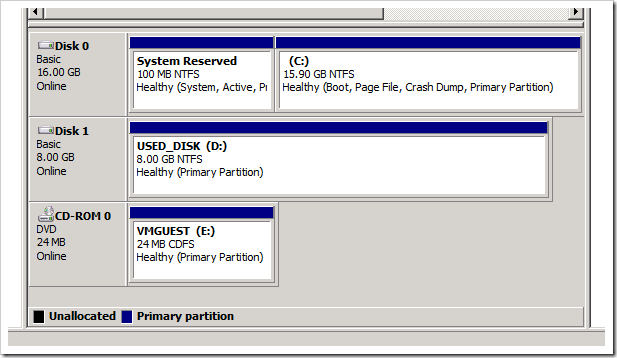 Disk 0
Basic
16.00 GB
Online
System Reserved
100 MB NTFS
Healthy (System, Active, Pr
(C:)
15.90 GB NTFS
Healthy (Boot, Page File, Crash Dump, Primary Partition)
Disk 1
Basic
8.00 GB
Online
USED_DISK (D:)
8.00 GB NTFS
Healthy (Primary Partition)
CD-ROM 0
DVD
24 MB
Online
VMGUEST (E:)
24 MB CDFS
Healthy (Primary Partition)
Unallocated Primary partition